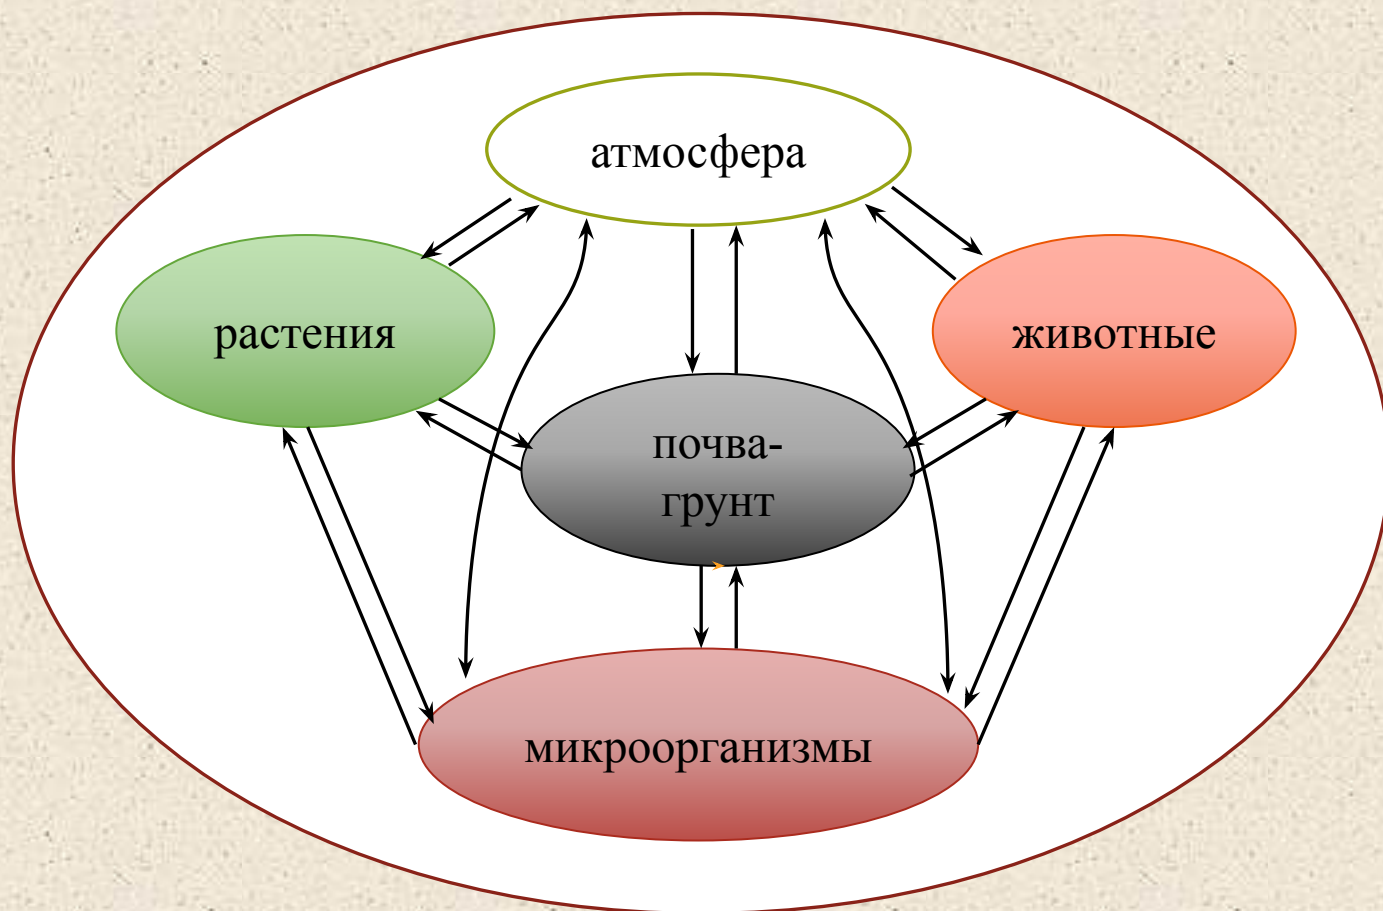 атмосфера
растения
животные
почва-
грунт
микроорганизмы